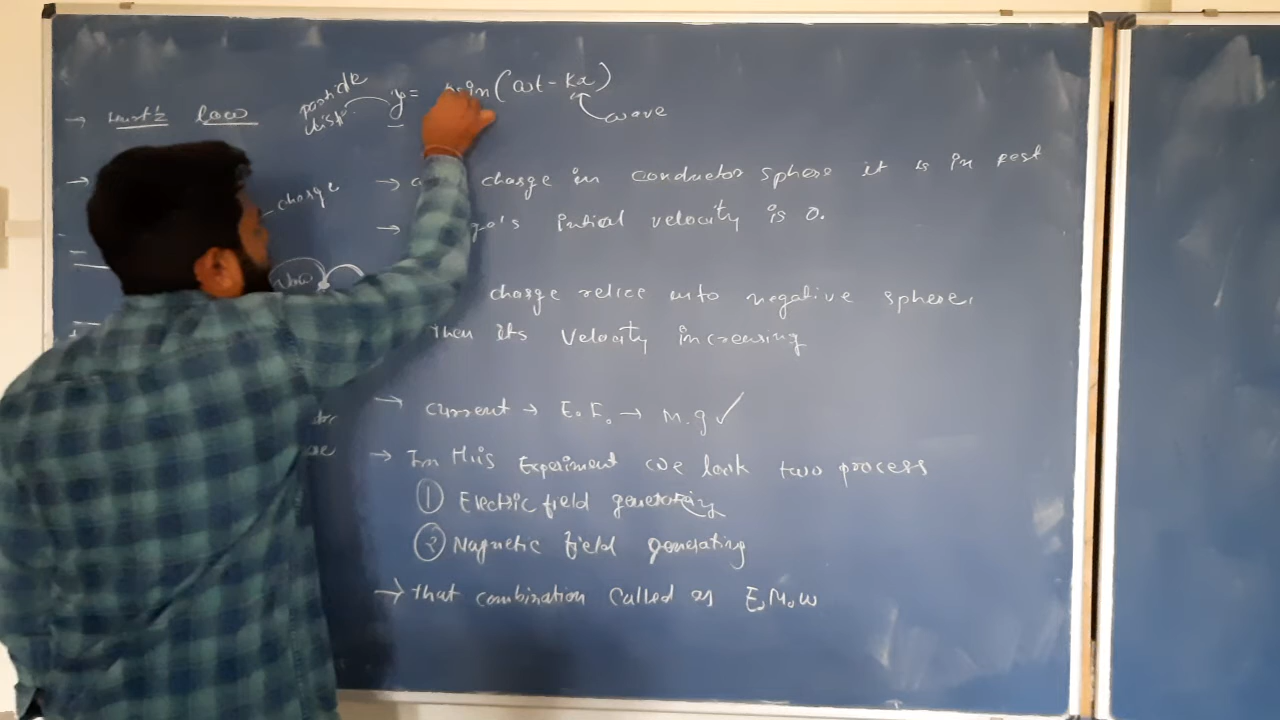 particle y = sin(ωt - kx)
dist.
→ Hertz law
wave
charge → charge in conductor sphere it is in rest
→ 's initial velocity is 0.
charge relice into negative sphere.
then its velocity increasing
→ current → E.F. → M.g ✓
→ In this Experiment we look two process
① Electric field generating
② Magnetic field generating
→ that combination called as E.M.W